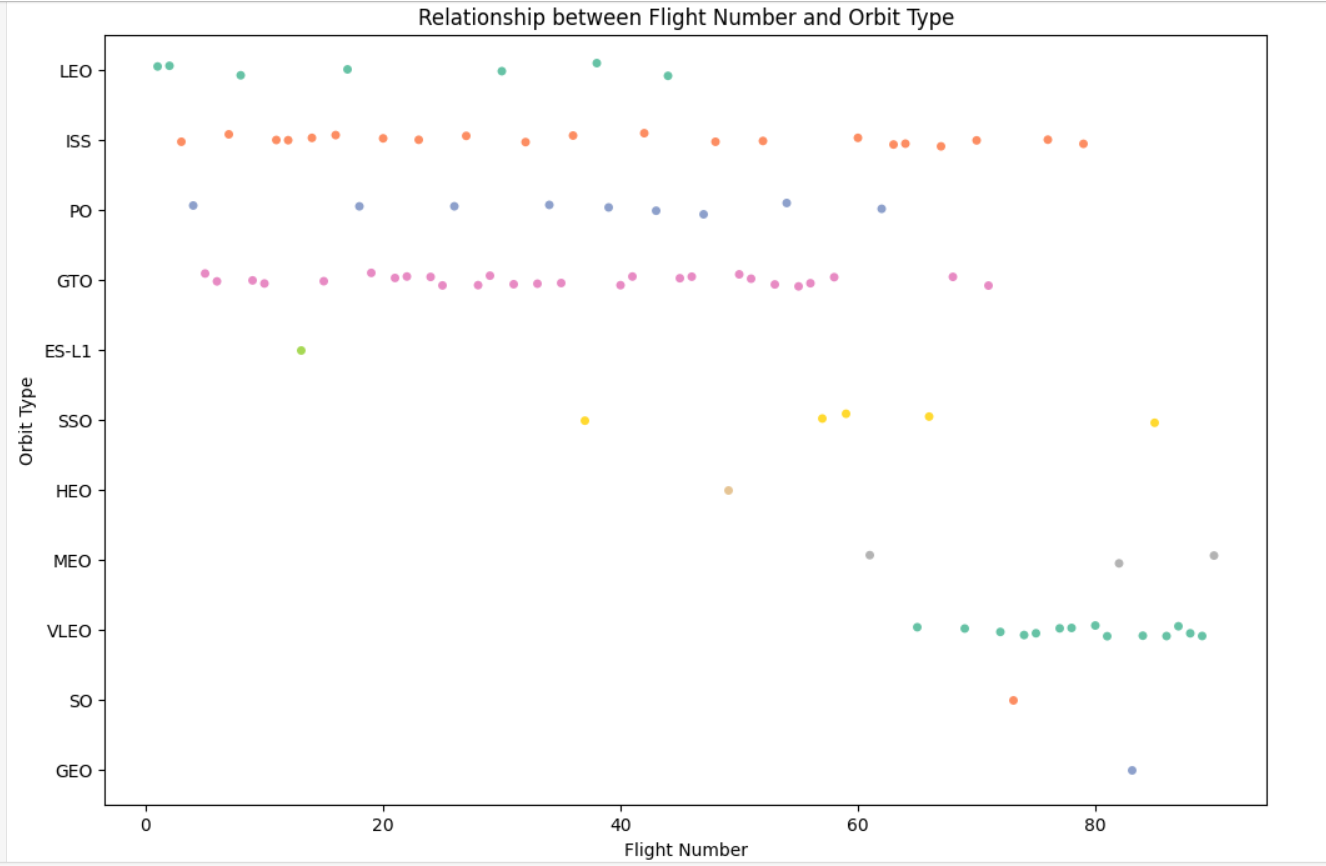 Relationship between Flight Number and Orbit Type
Orbit Type
LEO
ISS
PO
GTO
ES-L1
SSO
HEO
MEO
VLEO
SO
GEO
0 20 40 60 80
Flight Number